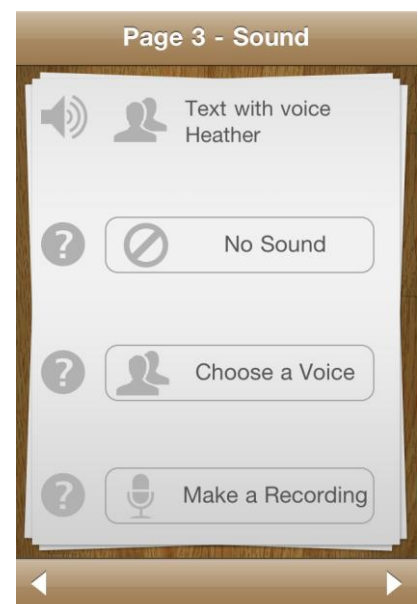 Page 3 - Sound
Text with voice
Heather
No Sound
Choose a Voice
Make a Recording